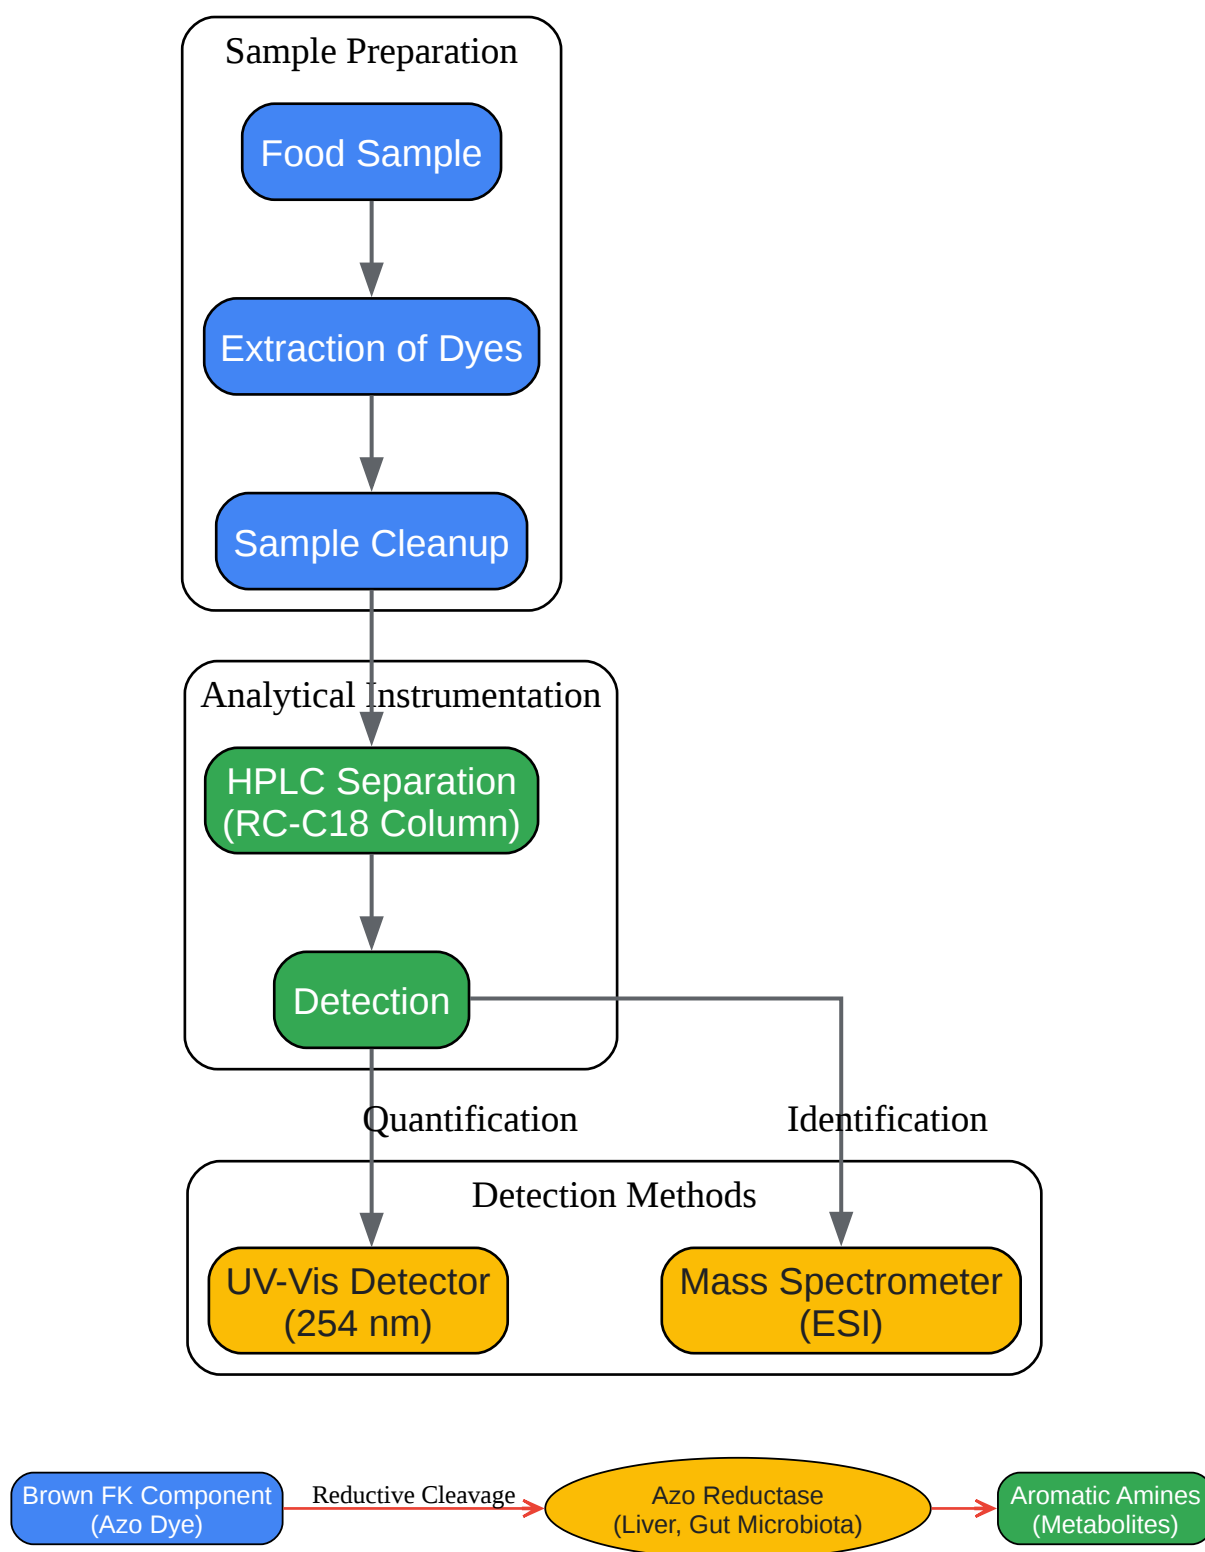 Sample Preparation
Food Sample
Extraction of Dyes
Sample Cleanup
Analytical Instrumentation
HPLC Separation
(RC-C18 Column)
Detection
Quantification
Identification
Detection Methods
UV-Vis Detector
(254 nm)
Mass Spectrometer
(ESI)
Brown FK Component
(Azo Dye)
Reductive Cleavage
Azo Reductase
(Liver, Gut Microbiota)
Aromatic Amines
(Metabolites)